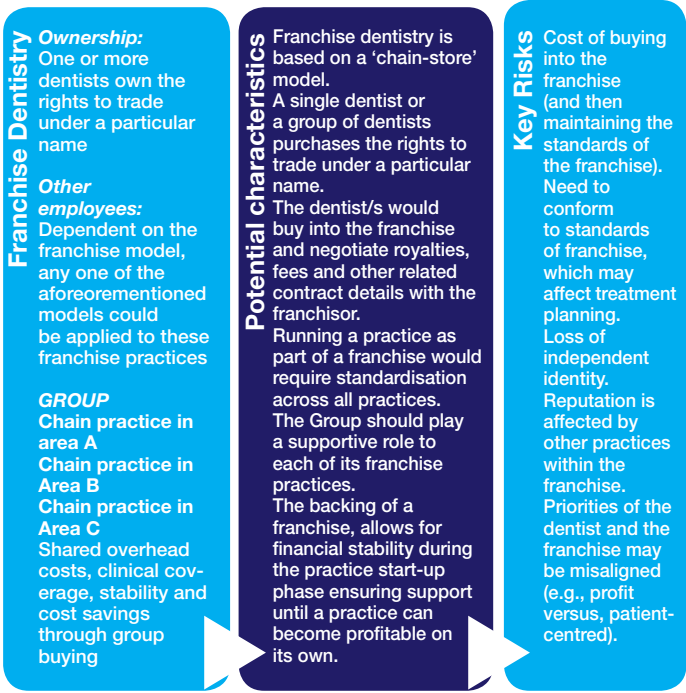 Franchise Dentistry
Ownership:
One or more
dentists own the
rights to trade
under a particular
name
Other
employees:
Dependent on the
franchise model,
any one of the
aforeorementioned
models could
be applied to these
franchise practices
GROUP
Chain practice in
area A
Chain practice in
Area B
Chain practice in
Area C
Shared overhead
costs, clinical cov-
erage, stability and
cost savings
through group
buying
Potential characteristics
Franchise dentistry is
based on a ‘chain-store’
model.
A single dentist or
a group of dentists
purchases the rights to
trade under a particular
name.
The dentist/s would
buy into the franchise
and negotiate royalties,
fees and other related
contract details with the
franchisor.
Running a practice as
part of a franchise would
require standardisation
across all practices.
The Group should play
a supportive role to
each of its franchise
practices.
The backing of a
franchise, allows for
financial stability during
the practice start-up
phase ensuring support
until a practice can
become profitable on
its own.
Key Risks
Cost of buying
into the
franchise
(and then
maintaining the
standards of
the franchise).
Need to
conform
to standards
of franchise,
which may
affect treatment
planning.
Loss of
independent
identity.
Reputation is
affected by
other practices
within the
franchise.
Priorities of the
dentist and the
franchise may
be misaligned
(e.g., profit
versus, patient-
centred).